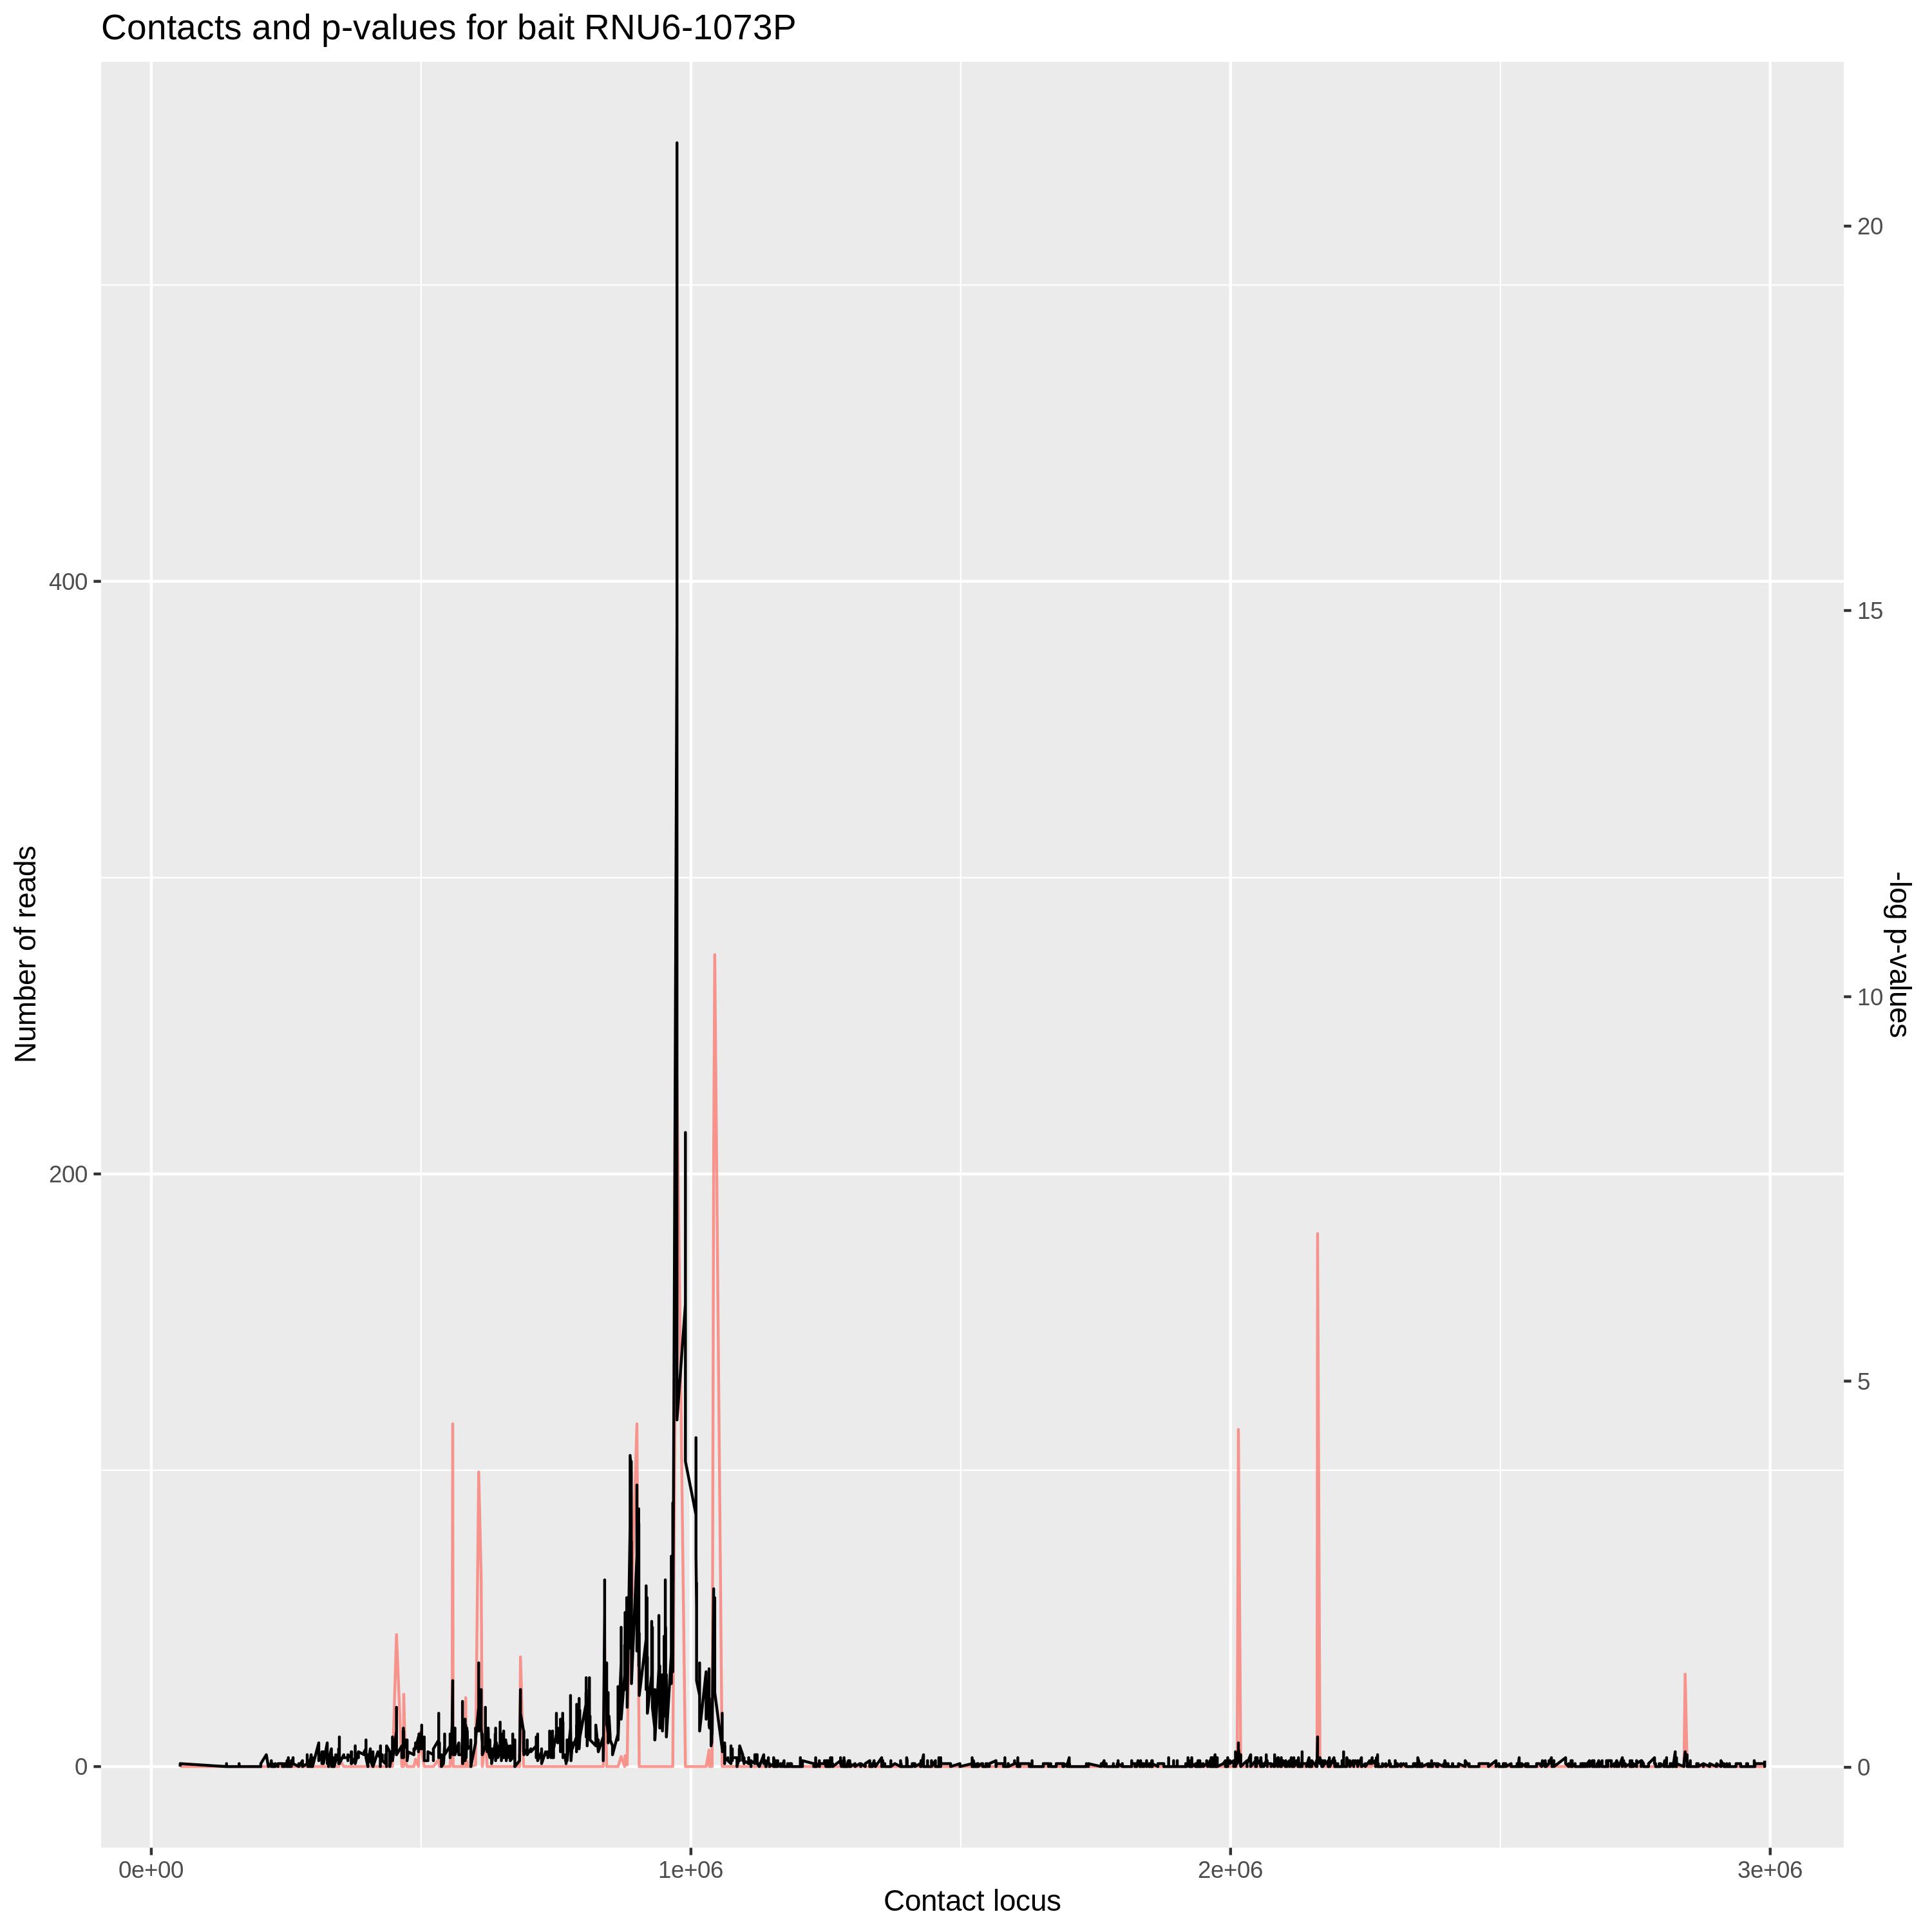 Contacts and p-values for bait RNU6-1073P
400
200
0
Number of reads
20
15
10
5
0
-log p-values
0e+00
1e+06
2e+06
3e+06
Contact locus